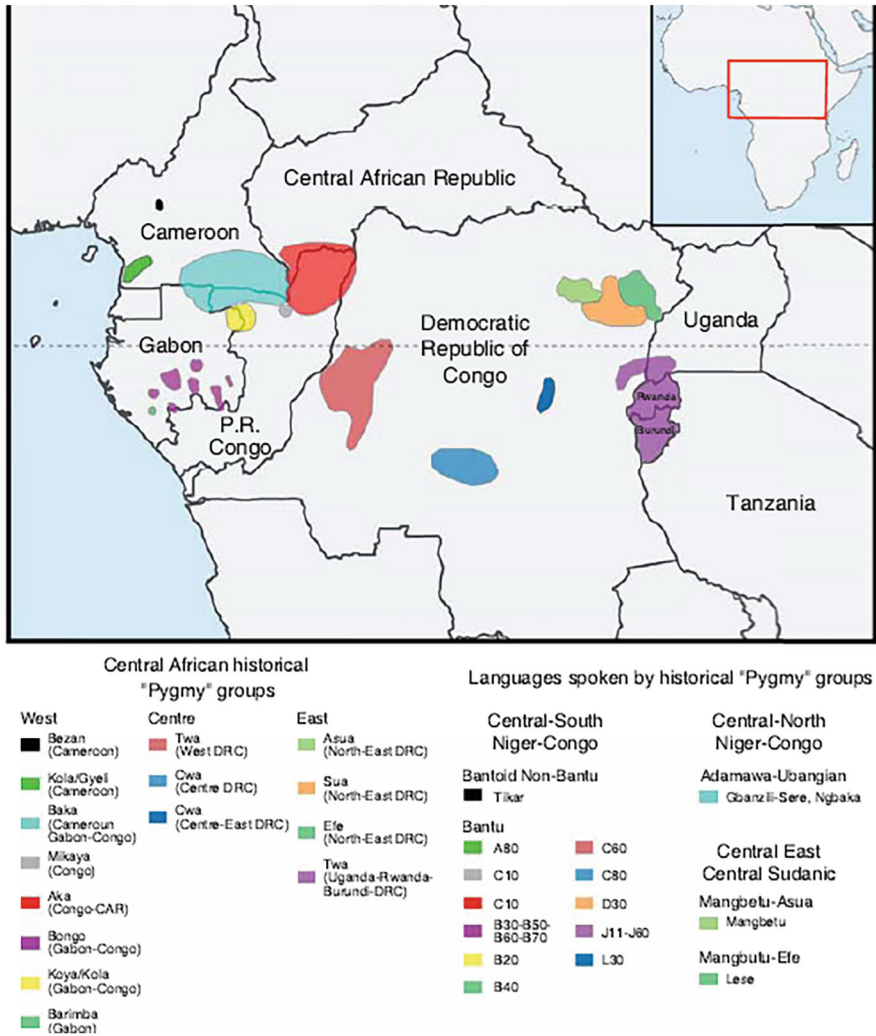 Central African Republic
Cameroon
Democratic
Republic of
Congo
Uganda
Gabon
Rwanda
Burundi
P.R.
Congo
Tanzania
Central African historical
"Pygmy" groups
West
Bezan
(Cameroon)
Kola/Gyeli
(Cameroon)
Baka
(Cameroun
Gabon-Congo)
Mikaya
(Congo)
Aka
(Congo-CAR)
Bongo
(Gabon-Congo)
Koya/Kola
(Gabon-Congo)
Barimba
(Gabon)
Centre
Twa
(West DRC)
Cwa
(Centre DRC)
Cwa
(Centre-East DRC)
East
Asua
(North-East DRC)
Sua
(North-East DRC)
Efe
(North-East DRC)
Twa
(Uganda-Rwanda-
Burundi-DRC)
Languages spoken by historical "Pygmy" groups
Central-South
Niger-Congo
Bantoid Non-Bantu
Tikar
Bantu
A80
C10
C10
B30-B50-
B60-B70
B20
B40
C60
C80
D30
J11-J60
L30
Central-North
Niger-Congo
Adamawa-Ubangian
Gbanzili-Sere, Ngbaka
Central East
Central Sudanic
Mangbetu-Asua
Mangbetu
Mangbutu-Efe
Lese